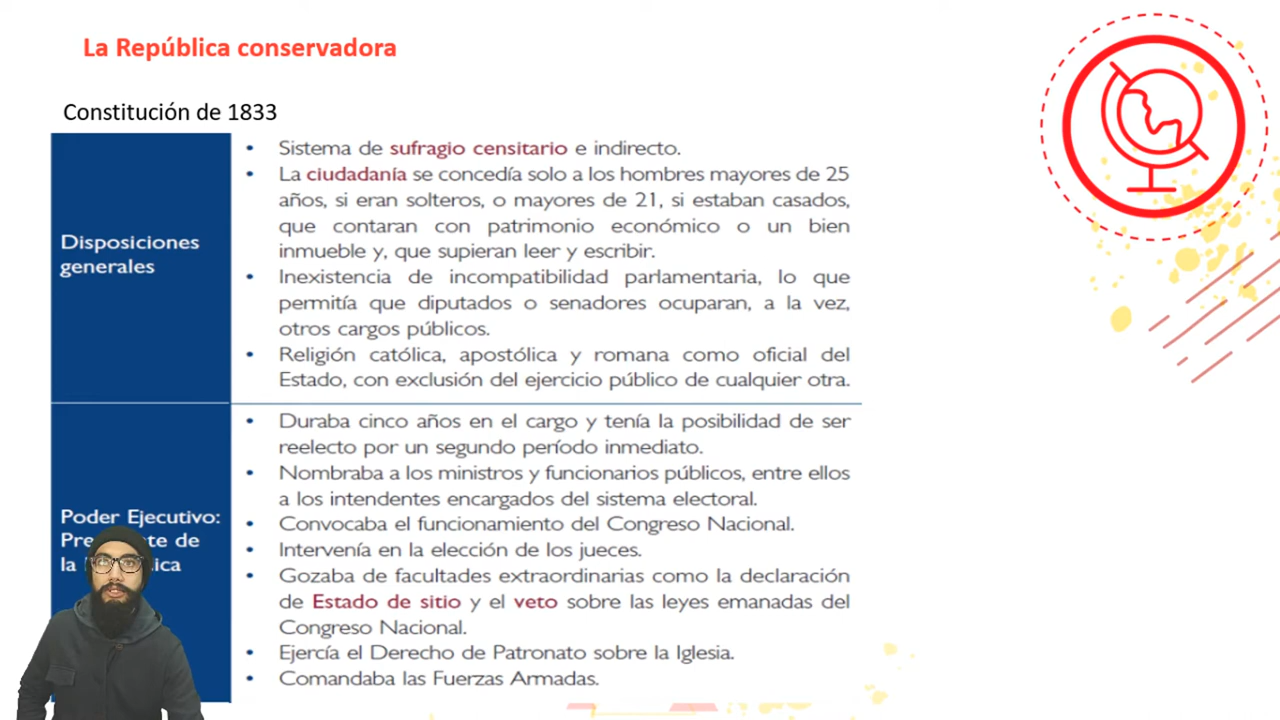 La República conservadora
Constitución de 1833
Disposiciones
generales
• Sistema de sufragio censitario e indirecto.
• La ciudadanía se concedía solo a los hombres mayores de 25
años, si eran solteros, o mayores de 21, si estaban casados,
que contaran con patrimonio económico o un bien
inmueble y, que supieran leer y escribir.
• Inexistencia de incompatibilidad parlamentaria, lo que
permitía que diputados o senadores ocuparan, a la vez,
otros cargos públicos.
• Religión católica, apostólica y romana como oficial del
Estado, con exclusión del ejercicio público de cualquier otra.
Poder Ejecutivo:
de
la
• Duraba cinco años en el cargo y tenía la posibilidad de ser
reelecto por un segundo período inmediato.
• Nombraba a los ministros y funcionarios públicos, entre ellos
a los intendentes encargados del sistema electoral.
• Convocaba el funcionamiento del Congreso Nacional.
• Intervenía en la elección de los jueces.
• Gozaba de facultades extraordinarias como la declaración
de Estado de sitio y el veto sobre las leyes emanadas del
Congreso Nacional.
• Ejercía el Derecho de Patronato sobre la Iglesia.
• Comandaba las Fuerzas Armadas.